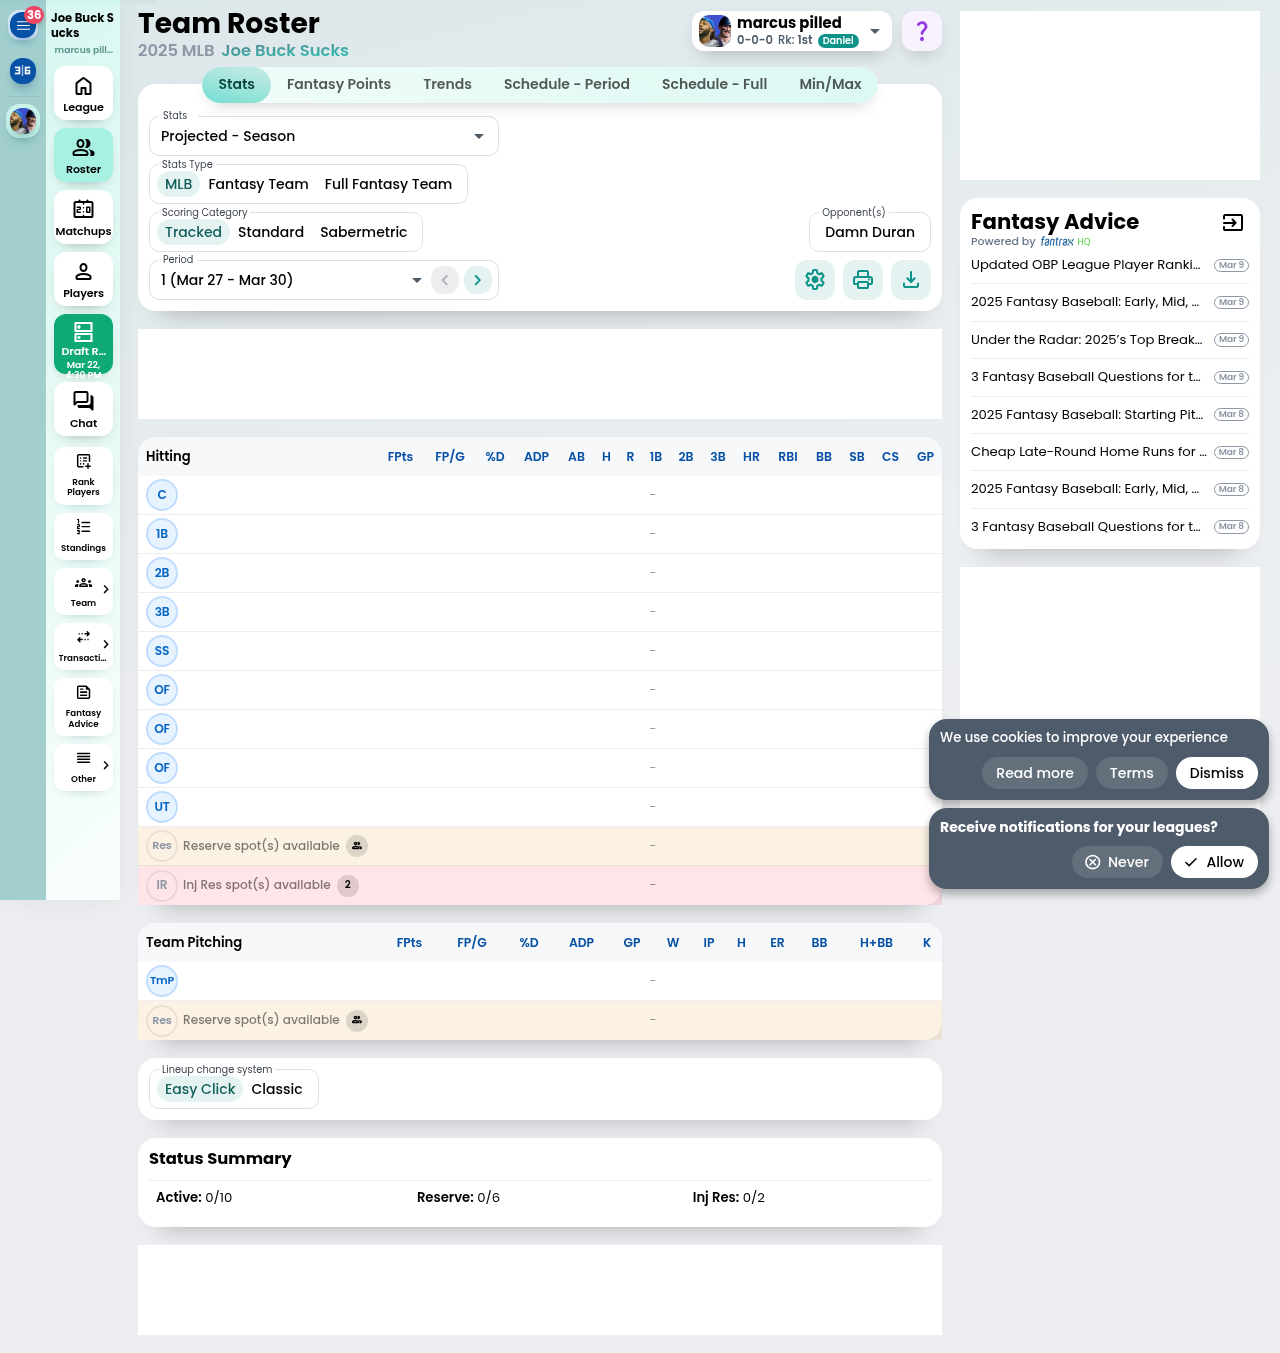 36
Joe Buck S
ucks
marcus pill...
League
Roster
Matchups
Players
Draft R...
Mar 22,
4:30 PM
Chat
Rank
Players
Standings
Team
Transacti...
Fantasy
Advice
Other
Team Roster
2025 MLB Joe Buck Sucks
marcus pilled
0-0-0 Rk: 1st Daniel
?
Stats Fantasy Points Trends Schedule - Period Schedule - Full Min/Max
Stats
Projected - Season
Stats Type
MLB Fantasy Team Full Fantasy Team
Scoring Category
Tracked Standard Sabermetric
Opponent(s)
Damn Duran
Period
1 (Mar 27 - Mar 30)
Hitting FPts FP/G %D ADP AB H R 1B 2B 3B HR RBI BB SB CS GP
C -
1B -
2B -
3B -
SS -
OF -
OF -
OF -
UT -
Res Reserve spot(s) available -
IR Inj Res spot(s) available 2 -
Team Pitching FPts FP/G %D ADP GP W IP H ER BB H+BB K
TmP -
Res Reserve spot(s) available -
Lineup change system
Easy Click Classic
Status Summary
Active: 0/10 Reserve: 0/6 Inj Res: 0/2
Fantasy Advice
Powered by fantrax HQ
Updated OBP League Player Ranki... Mar 9
2025 Fantasy Baseball: Early, Mid, ... Mar 9
Under the Radar: 2025’s Top Break... Mar 9
3 Fantasy Baseball Questions for t... Mar 9
2025 Fantasy Baseball: Starting Pit... Mar 8
Cheap Late-Round Home Runs for ... Mar 8
2025 Fantasy Baseball: Early, Mid, ... Mar 8
3 Fantasy Baseball Questions for t... Mar 8
We use cookies to improve your experience
Read more Terms Dismiss
Receive notifications for your leagues?
Never Allow